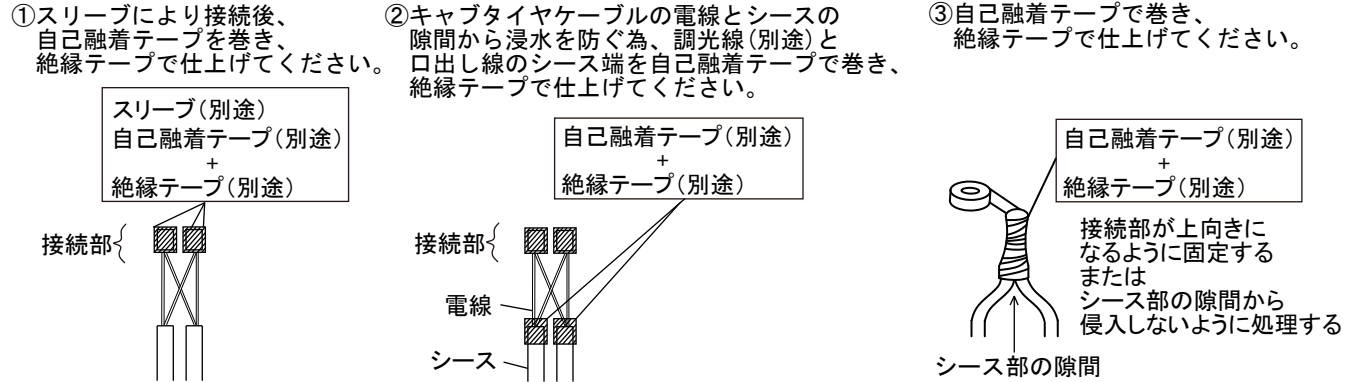 ①スリーブにより接続後、
自己融着テープを巻き、
絶縁テープで仕上げてください。
スリーブ(別途)
自己融着テープ(別途)
+
絶縁テープ(別途)
接続部
②キャブタイヤケーブルの電線とシースの
隙間から浸水を防ぐ為、調光線(別途)と
口出し線のシース端を自己融着テープで巻き、
絶縁テープで仕上げてください。
自己融着テープ(別途)
+
絶縁テープ(別途)
接続部
電線
シース
③自己融着テープで巻き、
絶縁テープで仕上げてください。
自己融着テープ(別途)
+
絶縁テープ(別途)
接続部が上向きに
なるように固定する
または
シース部の隙間から
侵入しないように処理する
シース部の隙間